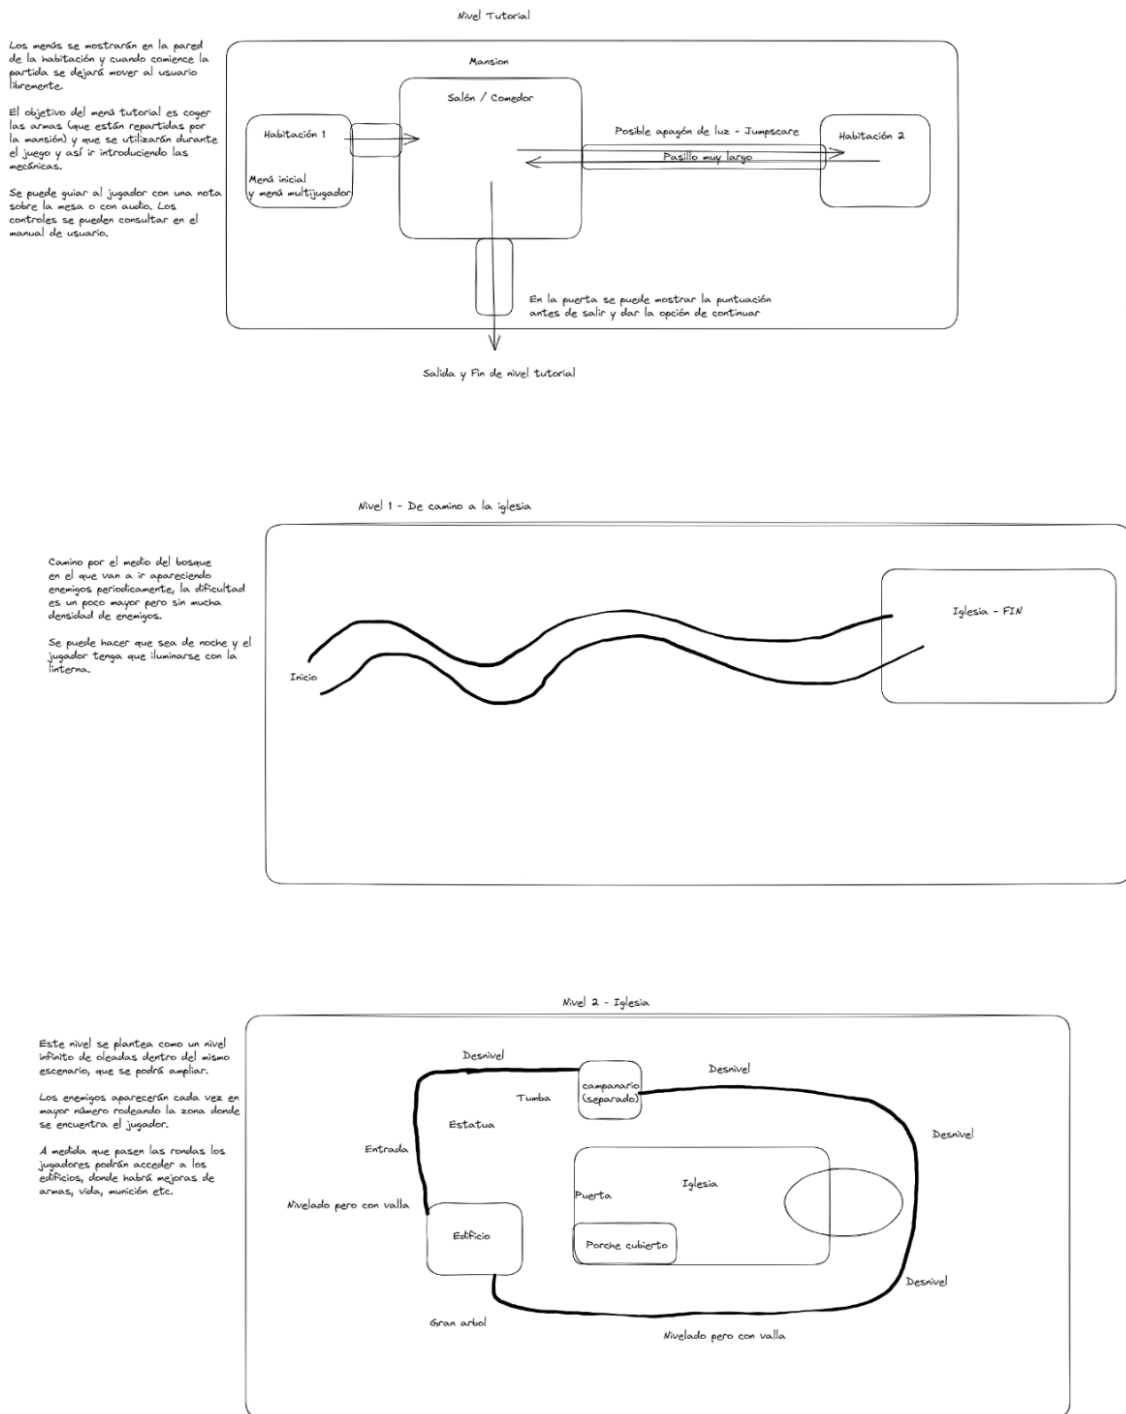 Nivel Tutorial
Los menús se mostrarán en la pared
de la habitación y cuando comience la
partida se dejará mover al usuario
libremente.
El objetivo del menú tutorial es coger
las armas (que están repartidas por
la mansión) y que se utilizarán durante
el juego y así ir introduciendo las
mecánicas.
Se puede guiar al jugador con una nota
sobre la mesa o con audio. Los
controles se pueden consultar en el
manual de usuario.
Mansion
Salón / Comedor
Habitación 1
Menú inicial
y menú multijugador
Posible apagón de luz - Jumpscare
Pasillo muy largo
Habitación 2
En la puerta se puede mostrar la puntuación
antes de salir y dar la opción de continuar
Salida y Fin de nivel tutorial
Nivel 1 - De camino a la iglesia
Camino por el medio del bosque
en el que van a ir apareciendo
enemigos periodicamente, la dificultad
es un poco mayor pero sin mucha
densidad de enemigos.
Se puede hacer que sea de noche y el
jugador tenga que iluminarse con la
linterna.
Inicio
Iglesia - FIN
Nivel 2 - Iglesia
Este nivel se plantea como un nivel
infinito de oleadas dentro del mismo
escenario, que se podrá ampliar.
Los enemigos aparecerán cada vez en
mayor número rodeando la zona donde
se encuentra el jugador.
A medida que pasen las rondas los
jugadores podrán acceder a los
edificios, donde habrá mejoras de
armas, vida, munición etc.
Desnivel
Desnivel
campanario
(separado)
Tumba
Estatua
Desnivel
Entrada
Iglesia
Puerta
Nivelado pero con valla
Edificio
Porche cubierto
Desnivel
Gran arbol
Nivelado pero con valla